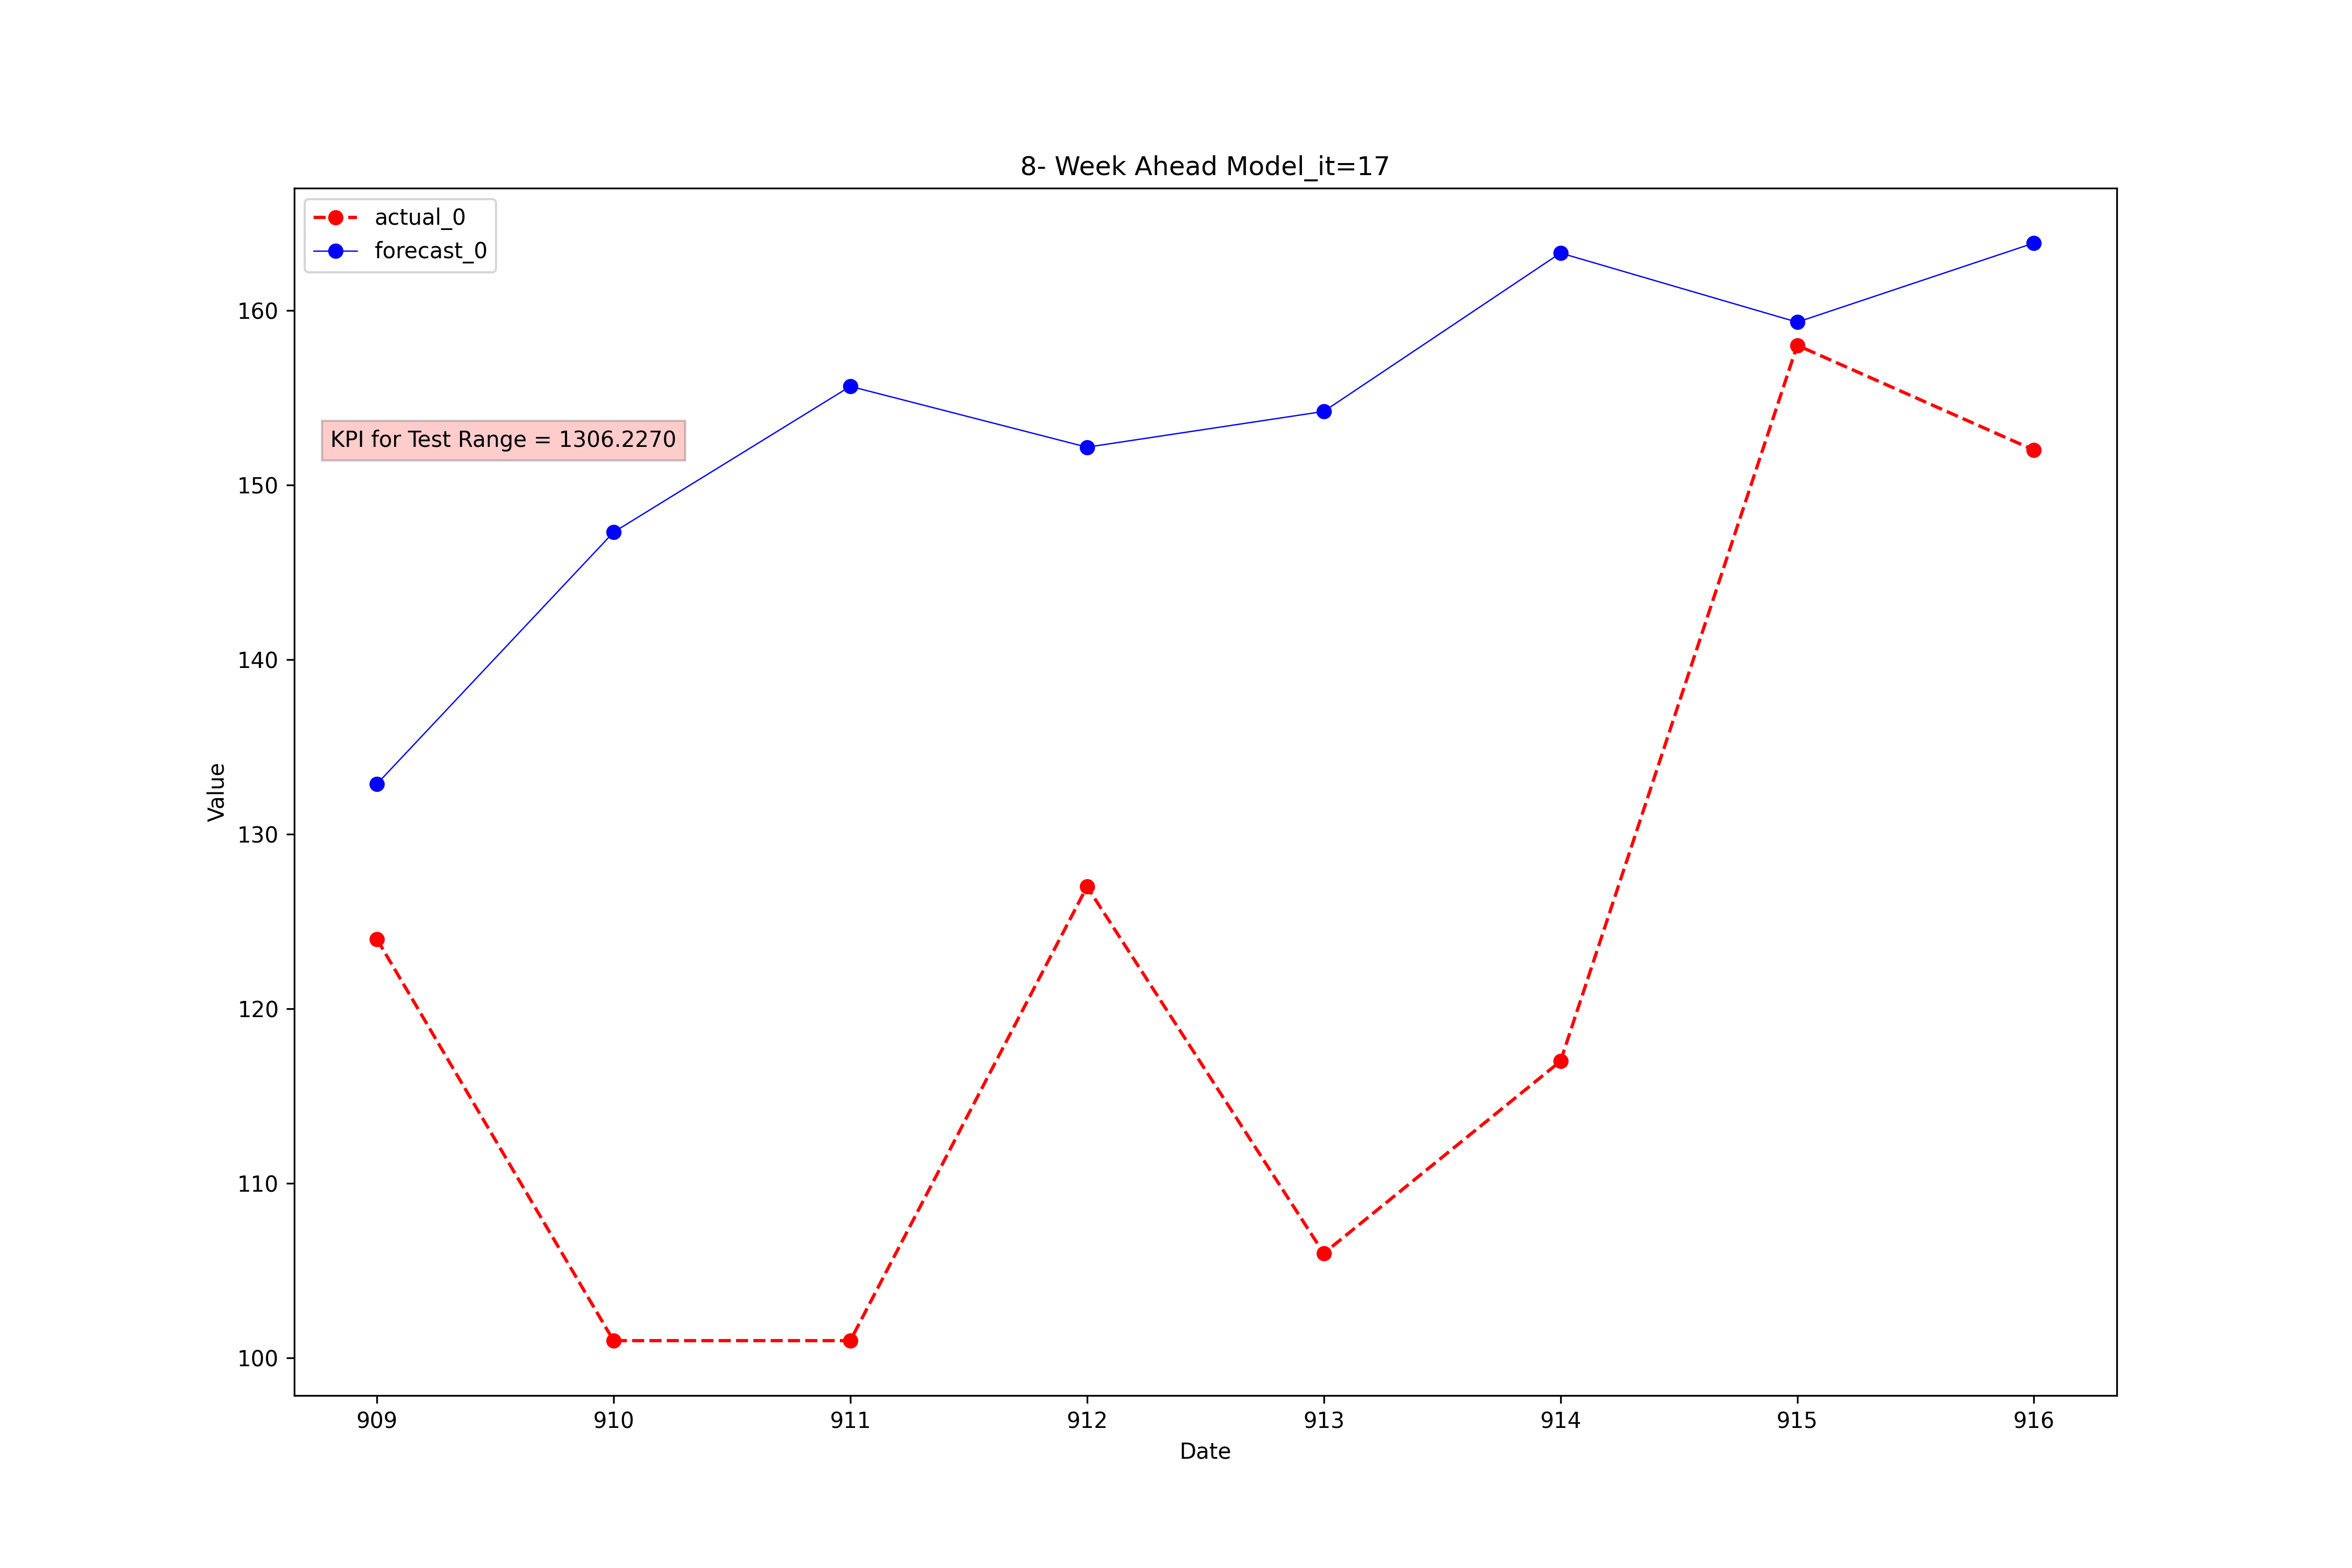 8- Week Ahead Model_it=17
actual_0
forecast_0
KPI for Test Range = 1306.2270
Value
160
150
140
130
120
110
100
909 910 911 912 913 914 915 916
Date